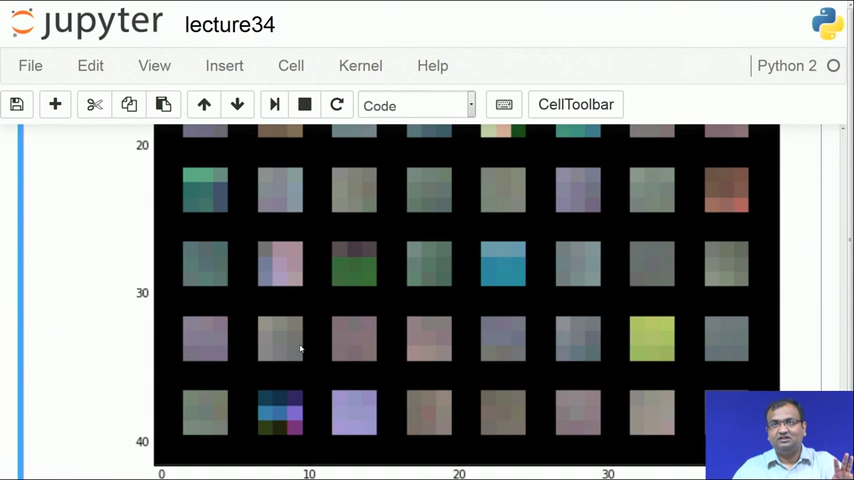 jupyter lecture34
File Edit View Insert Cell Kernel Help Python 2
Code CellToolbar
20
30
40
0 10 20 30